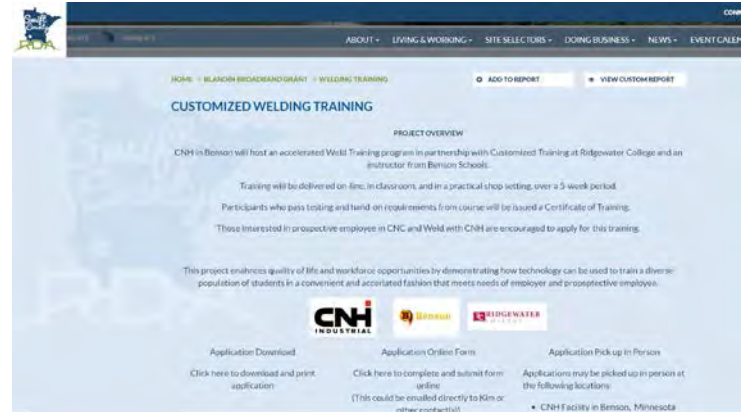 Swift County
RDA
ABOUT LIVING & WORKING SITE SELECTORS DOING BUSINESS NEWS EVENT CALEN
HOME BLANDIN BROADBAND GRANT WELDING TRAINING
ADD TO REPORT
VIEW CUSTOM REPORT
CUSTOMIZED WELDING TRAINING
PROJECT OVERVIEW
CNH in Benson will host an accelerated Weld Training program in partnership with Customized Training at Ridgewater College and an
instructor from Benson Schools.
Training will be delivered on-line, in classroom, and in a practical shop setting, over a 5-week period.
Participants who pass testing and hand-on requirements from course will be issued a Certificate of Training.
Those interested in prospective employee in CNC and Weld with CNH are encouraged to apply for this training.
This project enahnces quality of life and workforce opportunities by demonstrating how technology can be used to train a diverse
population of students in a convenient and fashion that meets needs of employer and employee.
CNH
INDUSTRIAL
Benson
RIDGEWATER
COLLEGE
Application Download
Click here to download and print
application
Application Online Form
Click here to complete and submit form
online
(This could be emailed directly to Kim or
other contact(s))
Application Pick up in Person
Applications may be picked up in person at
the following locations:
• CNH Facility in Benson, Minnesota